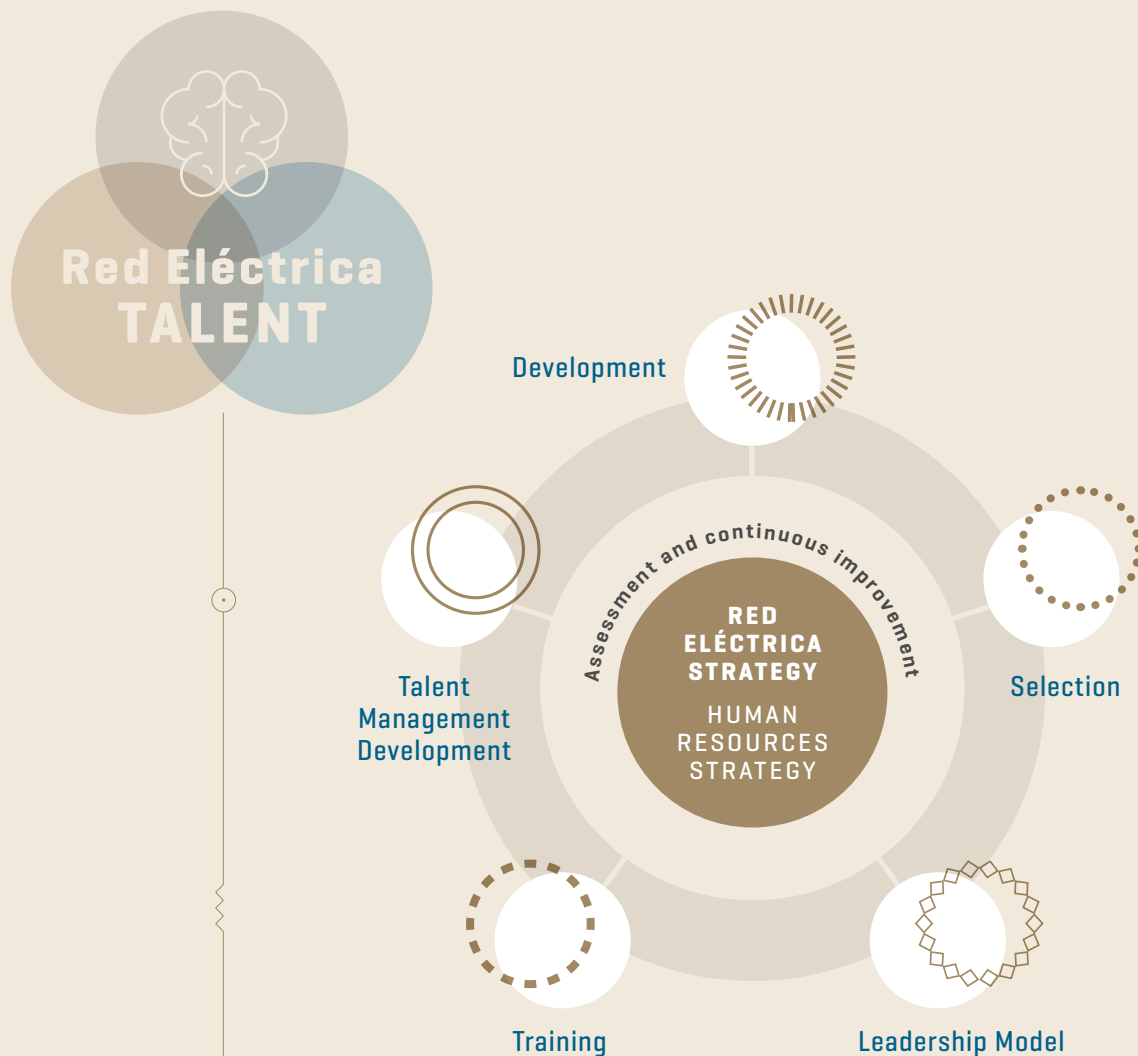 Red Eléctrica
TALENT
Development
Assessment and continuous improvement
RED
ELÉCTRICA
STRATEGY
HUMAN
RESOURCES
STRATEGY
Talent
Management
Development
Selection
Training
Leadership Model